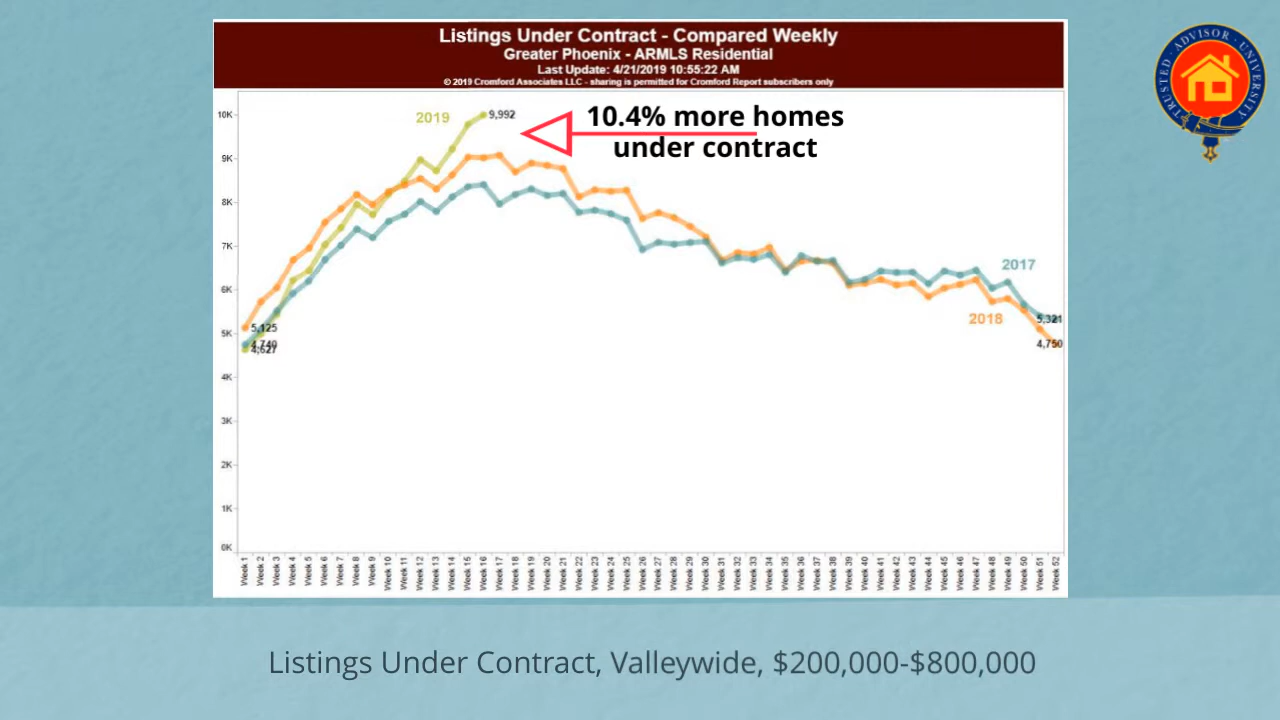 Listings Under Contract - Compared Weekly
Greater Phoenix - ARMLS Residential
Last Update: 4/21/2019 10:55:22 AM
© 2019 Cromford Associates LLC - sharing is permitted for Cromford Report subscribers only
TRUSTED · ADVISOR · UNIVERSITY
10K
2019
9,992
10.4% more homes
under contract
9K
8K
7K
2017
6K
2018
5,321
5,125
5K
4,740
4,627
4,750
4K
3K
2K
1K
0K
Week 1
Week 2
Week 3
Week 4
Week 5
Week 6
Week 7
Week 8
Week 9
Week 10
Week 11
Week 12
Week 13
Week 14
Week 15
Week 16
Week 17
Week 18
Week 19
Week 20
Week 21
Week 22
Week 23
Week 24
Week 25
Week 26
Week 27
Week 28
Week 29
Week 30
Week 31
Week 32
Week 33
Week 34
Week 35
Week 36
Week 37
Week 38
Week 39
Week 40
Week 41
Week 42
Week 43
Week 44
Week 45
Week 46
Week 47
Week 48
Week 49
Week 50
Week 51
Week 52
Listings Under Contract, Valleywide, $200,000-$800,000